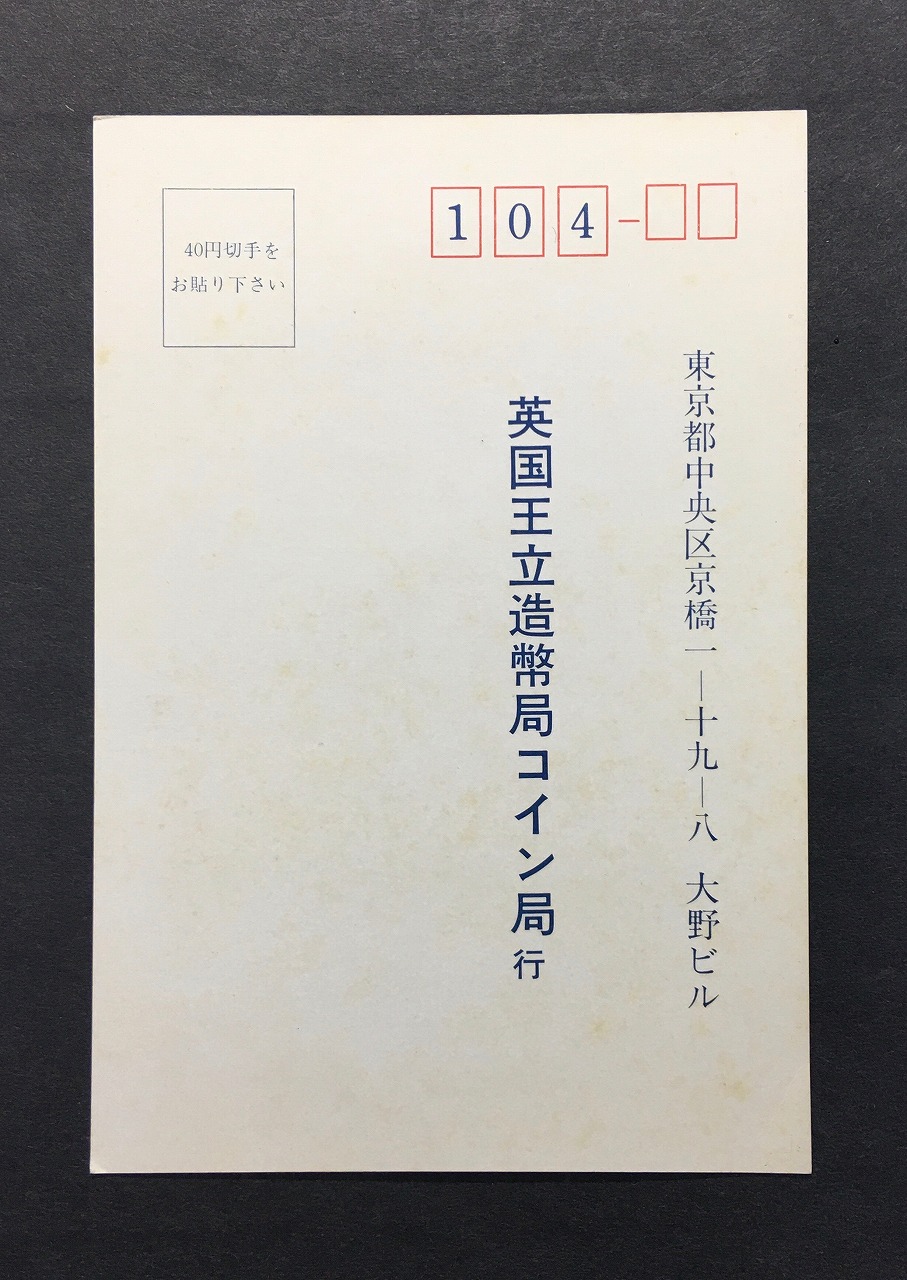 104-
40円切手を
お貼り下さい
東京都中央区京橋一—十九—八 大野ビル
英国王立造幣局コイン局行